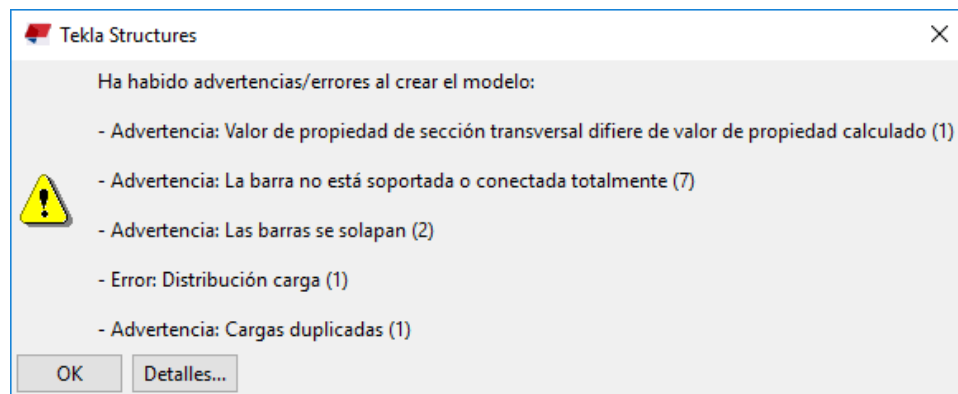 Tekla Structures
Ha habido advertencias/errores al crear el modelo:
- Advertencia: Valor de propiedad de sección transversal difiere de valor de propiedad calculado (1)
- Advertencia: La barra no está soportada o conectada totalmente (7)
- Advertencia: Las barras se solapan (2)
- Error: Distribución carga (1)
- Advertencia: Cargas duplicadas (1)
OK
Detalles...